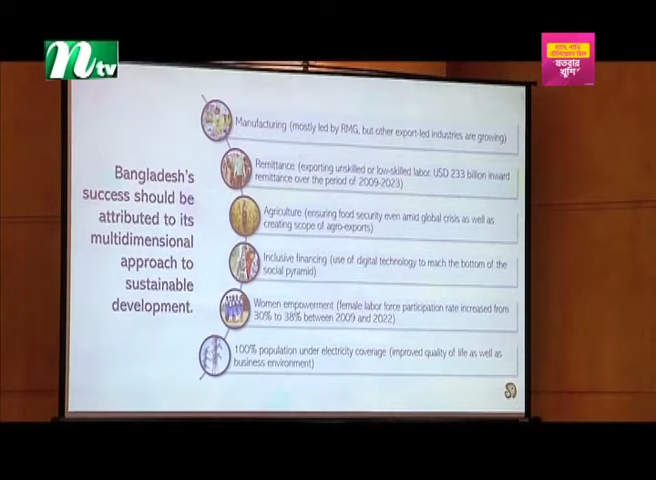 ntv
যতবার
খুশি
Bangladesh's
success should be
attributed to its
multidimensional
approach to
sustainable
development.
Manufacturing (mostly led by RMG, but other export-led industries are growing)
Remittance (exporting unskilled or low-skilled labor. USD 233 billion inward
remittance over the period of 2009-2023)
Agriculture (ensuring food security even amid global crisis as well as
creating scope of agro-exports)
Inclusive financing (use of digital technology to reach the bottom of the
social pyramid)
Women empowerment (female labor force participation rate increased from
30% to 38% between 2009 and 2022)
100% population under electricity coverage (improved quality of life as well as
business environment)